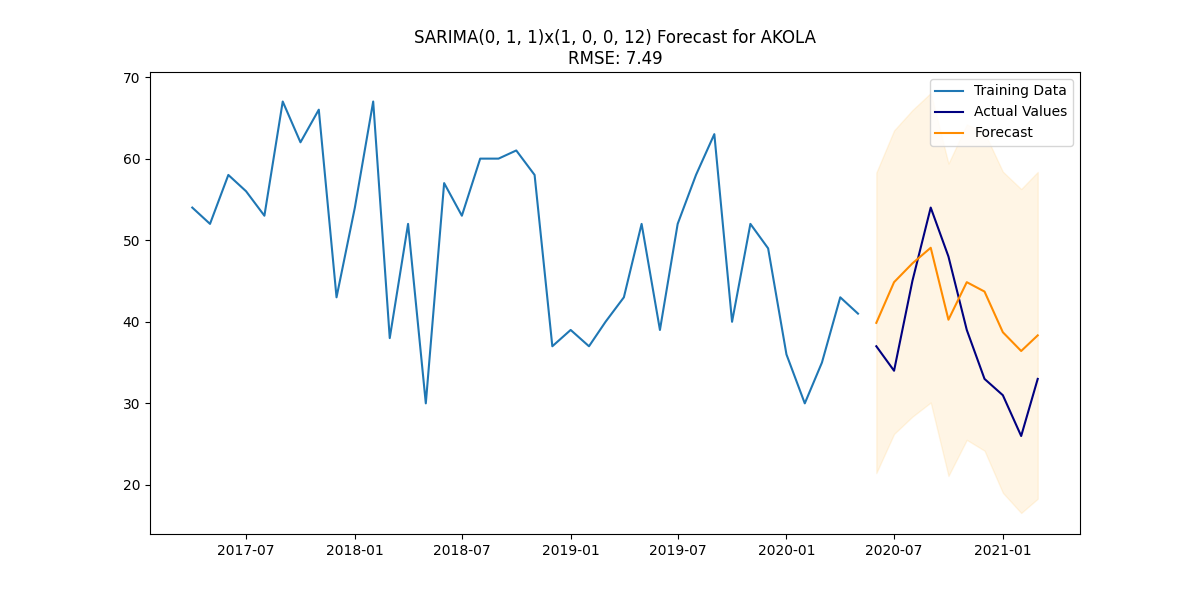 SARIMA(0, 1, 1)x(1, 0, 0, 12) Forecast for AKOLA
RMSE: 7.49
70
60
50
40
30
20
Training Data
Actual Values
Forecast
2017-07
2018-01
2018-07
2019-01
2019-07
2020-01
2020-07
2021-01